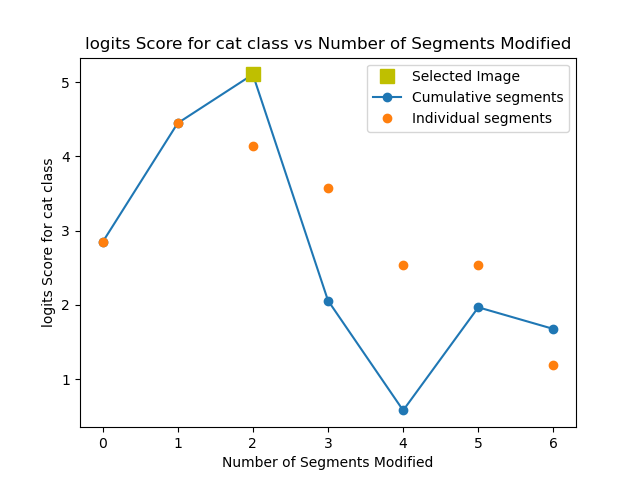 logits Score for cat class vs Number of Segments Modified
Selected Image
Cumulative segments
Individual segments
logits Score for cat class
5
4
3
2
1
0 1 2 3 4 5 6
Number of Segments Modified